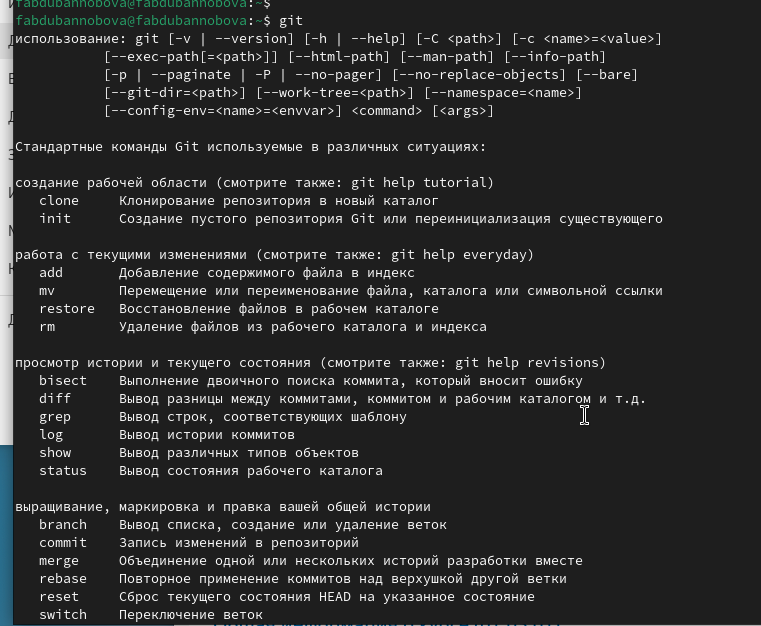 fabdubannobova@fabdubannobova:~$
fabdubannobova@fabdubannobova:~$ git
использование: git [-v | --version] [-h | --help] [-C <path>] [-c <name>=<value>]
[--exec-path[=<path>]] [--html-path] [--man-path] [--info-path]
[-p | --paginate | -P | --no-pager] [--no-replace-objects] [--bare]
[--git-dir=<path>] [--work-tree=<path>] [--namespace=<name>]
[--config-env=<name>=<envvar>] <command> [<args>]
Стандартные команды Git используемые в различных ситуациях:
создание рабочей области (смотрите также: git help tutorial)
clone Клонирование репозитория в новый каталог
init Создание пустого репозитория Git или переинициализация существующего
работа с текущими изменениями (смотрите также: git help everyday)
add Добавление содержимого файла в индекс
mv Перемещение или переименование файла, каталога или символьной ссылки
restore Восстановление файлов в рабочем каталоге
rm Удаление файлов из рабочего каталога и индекса
просмотр истории и текущего состояния (смотрите также: git help revisions)
bisect Выполнение двоичного поиска коммита, который вносит ошибку
diff Вывод разницы между коммитами, коммитом и рабочим каталогом и т.д.
grep Вывод строк, соответствующих шаблону
log Вывод истории коммитов
show Вывод различных типов объектов
status Вывод состояния рабочего каталога
выращивание, маркировка и правка вашей общей истории
branch Вывод списка, создание или удаление веток
commit Запись изменений в репозиторий
merge Объединение одной или нескольких историй разработки вместе
rebase Повторное применение коммитов над верхушкой другой ветки
reset Сброс текущего состояния HEAD на указанное состояние
switch Переключение веток